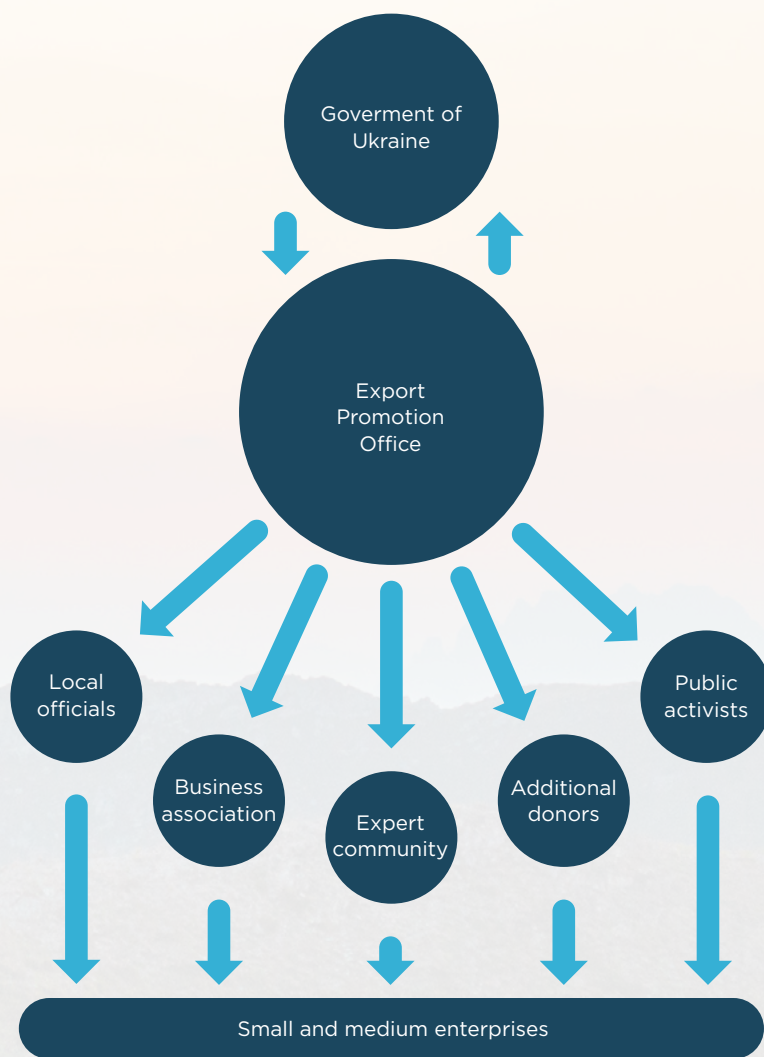 Goverment of
Ukraine
Export
Promotion
Office
Local
officials
Public
activists
Business
association
Additional
donors
Expert
community
Small and medium enterprises